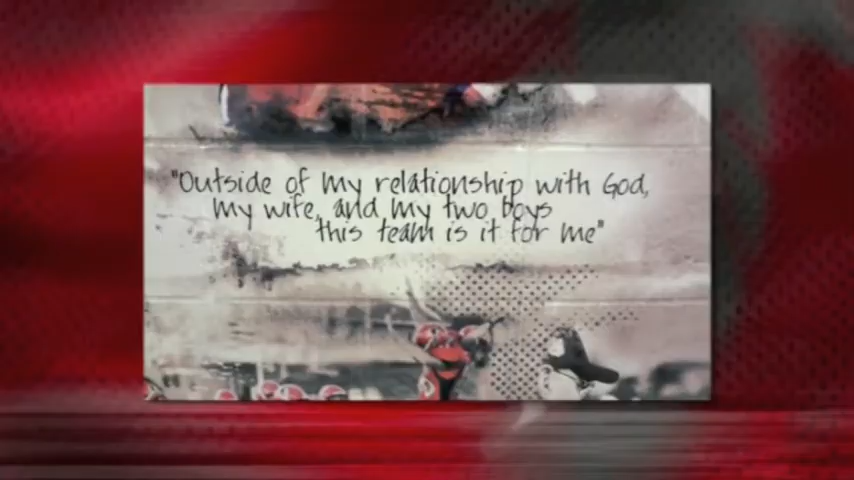 "Outside of my relationship with God,
my wife, and my two boys
this team is it for me"